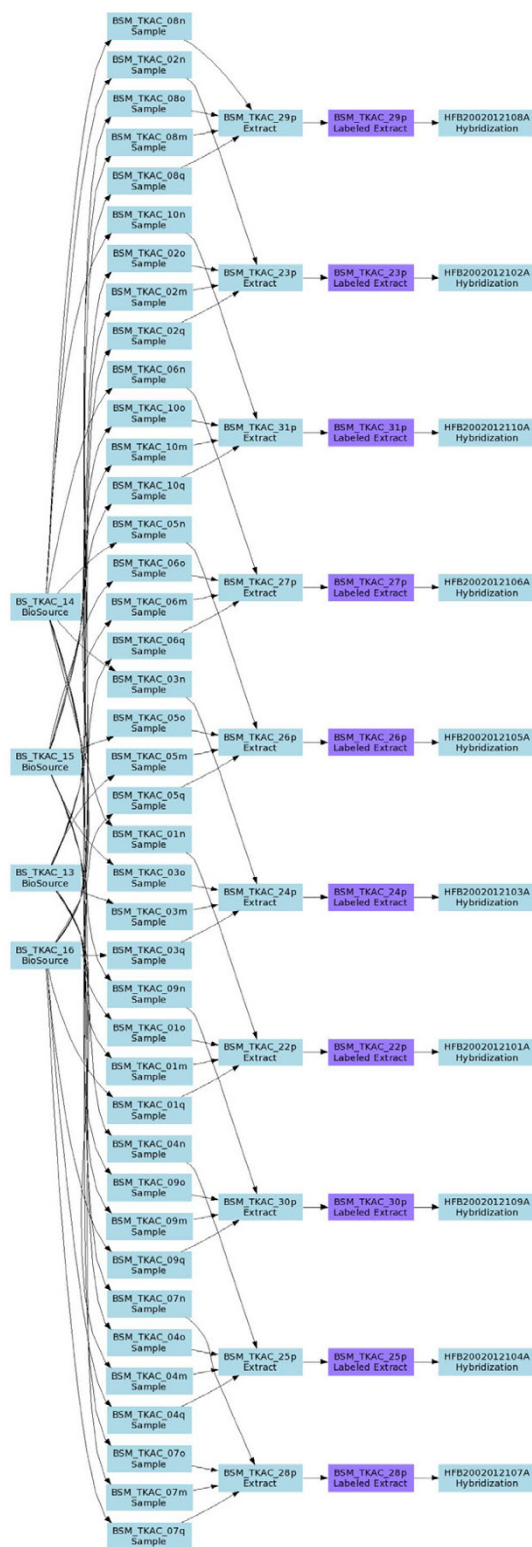 BSM_TKAC_08n
Sample
BSM_TKAC_02n
Sample
BSM_TKAC_08o
Sample
BSM_TKAC_29p
Extract
BSM_TKAC_29p
Labeled Extract
HFB2002012108A
Hybridization
BSM_TKAC_08m
Sample
BSM_TKAC_08q
Sample
BSM_TKAC_10n
Sample
BSM_TKAC_02o
Sample
BSM_TKAC_23p
Extract
BSM_TKAC_23p
Labeled Extract
HFB2002012102A
Hybridization
BSM_TKAC_02m
Sample
BSM_TKAC_02q
Sample
BSM_TKAC_06n
Sample
BSM_TKAC_10o
Sample
BSM_TKAC_31p
Extract
BSM_TKAC_31p
Labeled Extract
HFB2002012110A
Hybridization
BSM_TKAC_10m
Sample
BSM_TKAC_10q
Sample
BSM_TKAC_05n
Sample
BSM_TKAC_06o
Sample
BSM_TKAC_27p
Extract
BSM_TKAC_27p
Labeled Extract
HFB2002012106A
Hybridization
BS_TKAC_14
BioSource
BSM_TKAC_06m
Sample
BSM_TKAC_06q
Sample
BSM_TKAC_03n
Sample
BSM_TKAC_05o
Sample
BSM_TKAC_26p
Extract
BSM_TKAC_26p
Labeled Extract
HFB2002012105A
Hybridization
BS_TKAC_15
BioSource
BSM_TKAC_05m
Sample
BSM_TKAC_05q
Sample
BSM_TKAC_01n
Sample
BS_TKAC_13
BioSource
BSM_TKAC_03o
Sample
BSM_TKAC_24p
Extract
BSM_TKAC_24p
Labeled Extract
HFB2002012103A
Hybridization
BSM_TKAC_03m
Sample
BS_TKAC_16
BioSource
BSM_TKAC_03q
Sample
BSM_TKAC_09n
Sample
BSM_TKAC_01o
Sample
BSM_TKAC_22p
Extract
BSM_TKAC_22p
Labeled Extract
HFB2002012101A
Hybridization
BSM_TKAC_01m
Sample
BSM_TKAC_01q
Sample
BSM_TKAC_04n
Sample
BSM_TKAC_09o
Sample
BSM_TKAC_30p
Extract
BSM_TKAC_30p
Labeled Extract
HFB2002012109A
Hybridization
BSM_TKAC_09m
Sample
BSM_TKAC_09q
Sample
BSM_TKAC_07n
Sample
BSM_TKAC_04o
Sample
BSM_TKAC_25p
Extract
BSM_TKAC_25p
Labeled Extract
HFB2002012104A
Hybridization
BSM_TKAC_04m
Sample
BSM_TKAC_04q
Sample
BSM_TKAC_07o
Sample
BSM_TKAC_28p
Extract
BSM_TKAC_28p
Labeled Extract
HFB2002012107A
Hybridization
BSM_TKAC_07m
Sample
BSM_TKAC_07q
Sample